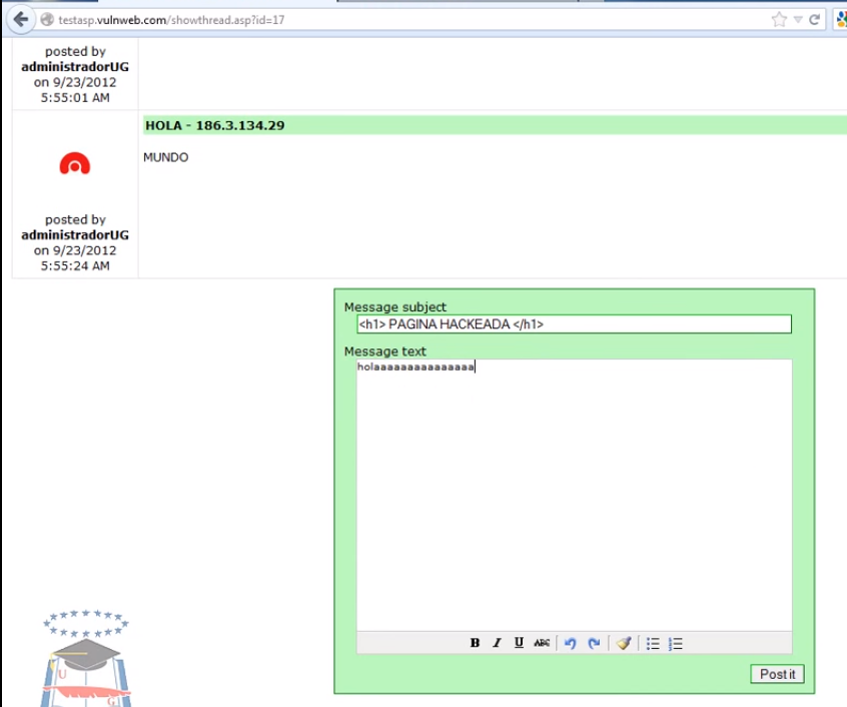 testasp.vulnweb.com/showthread.asp?id=17
posted by
administradorUG
on 9/23/2012
5:55:01 AM
HOLA - 186.3.134.29
MUNDO
posted by
administradorUG
on 9/23/2012
5:55:24 AM
Message subject
<h1> PAGINA HACKEADA </h1>
Message text
holaaaaaaaaaaaaaaa
B I U ABC
Post it
U
G